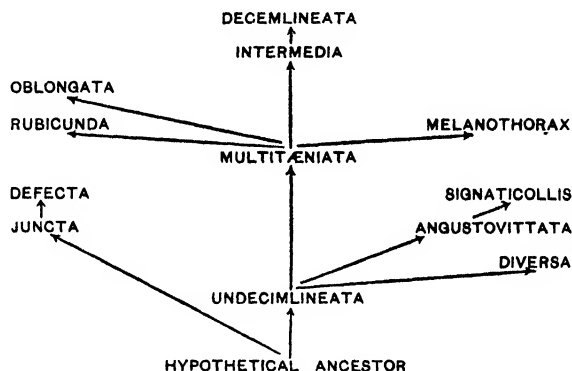 DECEMLINEATA
INTERMEDIA
OBLONGATA
RUBICUNDA
MELANOTHORAX
MULTITÆNIATA
DEFECTA
SIGNATICOLLIS
JUNCTA
ANGUSTOVITTATA
DIVERSA
UNDECIMLINEATA
HYPOTHETICAL ANCESTOR